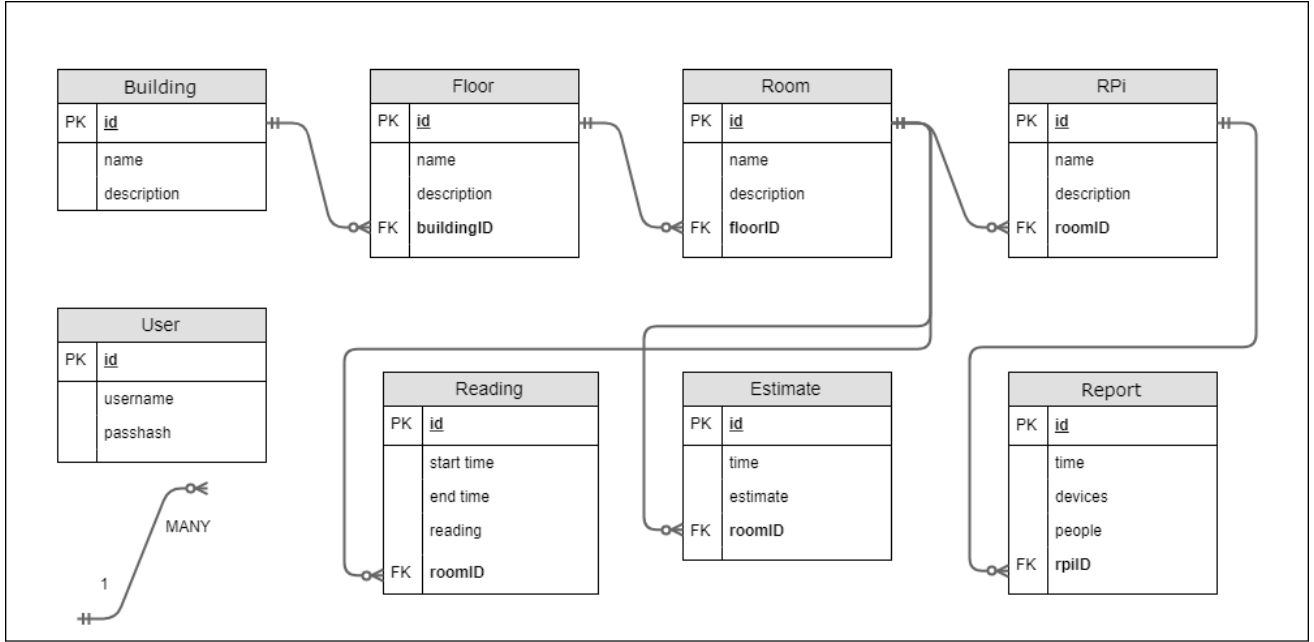 Building
PK id
name
description
Floor
PK id
name
description
FK buildingID
Room
PK id
name
description
FK floorID
RPi
PK id
name
description
FK roomID
User
PK id
username
passhash
Reading
PK id
start time
end time
reading
FK roomID
Estimate
PK id
time
estimate
FK roomID
Report
PK id
time
devices
people
FK rpiID
MANY
1